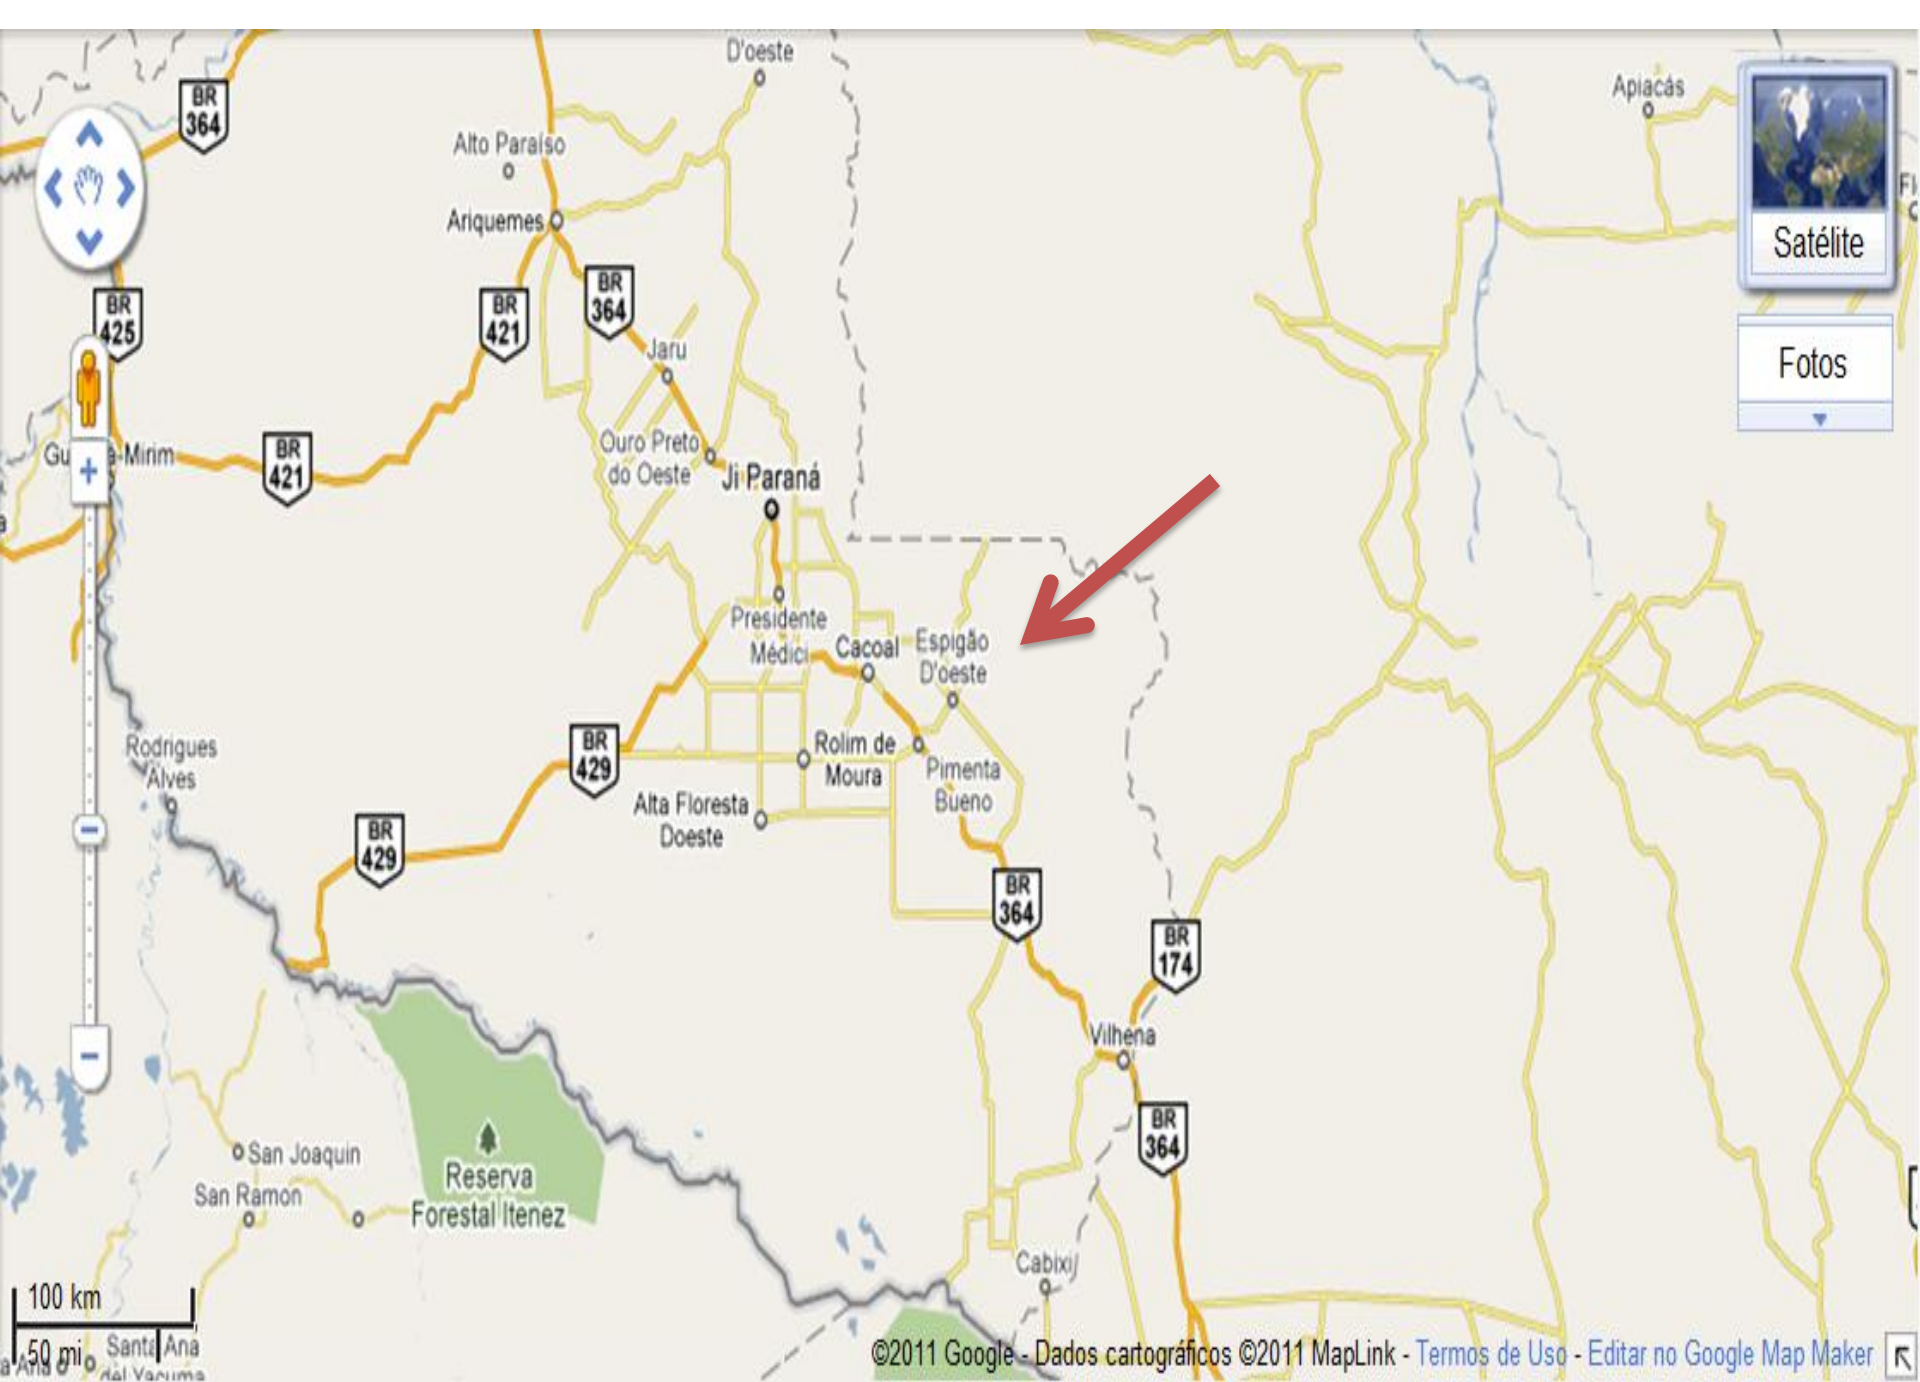 D'oeste
BR
364
Apiacás
Alto Paraíso
Ariquemes
Satélite
BR
425
BR
421
BR
364
Jaru
Fotos
Ouro Preto
do Oeste
BR
421
-Mirim
Ji Paraná
Presidente
Médici
Cacoal
Espigão
D'oeste
Rodrigues
Alves
BR
429
Rolim de
Moura
Pimenta
Bueno
Alta Floresta
Doeste
BR
429
BR
364
BR
174
Vilhena
BR
364
San Joaquin
San Ramon
Reserva
Forestal Itenez
Cabixi
100 km
50 mi
Santa Ana
del Yacuma
©2011 Google - Dados cartográficos ©2011 MapLink - Termos de Uso - Editar no Google Map Maker